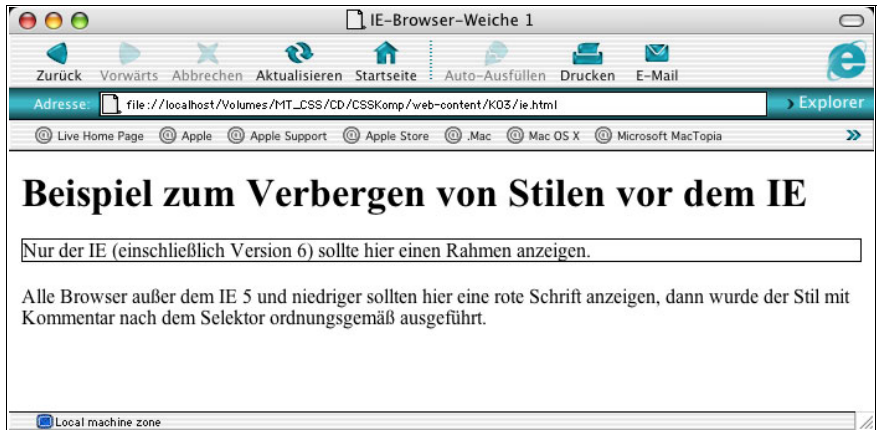 IE-Browser-Weiche 1
Zurück Vorwärts Abbrechen Aktualisieren Startseite Auto-Ausfüllen Drucken E-Mail
Adresse: file://localhost/Volumes/MT_CSS/CD/CSSKomp/web-content/K03/ie.html Explorer
Live Home Page Apple Apple Support Apple Store .Mac Mac OS X Microsoft MacTopia
Beispiel zum Verbergen von Stilen vor dem IE
Nur der IE (einschließlich Version 6) sollte hier einen Rahmen anzeigen.
Alle Browser außer dem IE 5 und niedriger sollten hier eine rote Schrift anzeigen, dann wurde der Stil mit
Kommentar nach dem Selektor ordnungsgemäß ausgeführt.
Local machine zone